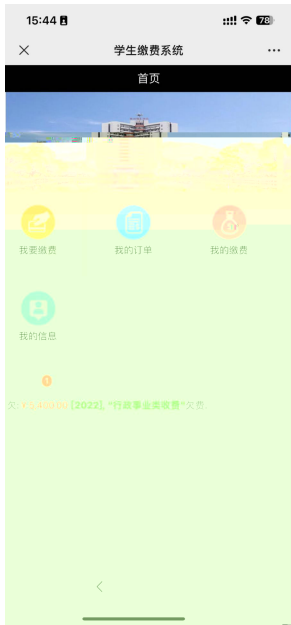 15:44
78
学生缴费系统
首页
我要缴费
我的订单
我的缴费
我的信息
欠: [2022], "行政事业类收费"欠费.